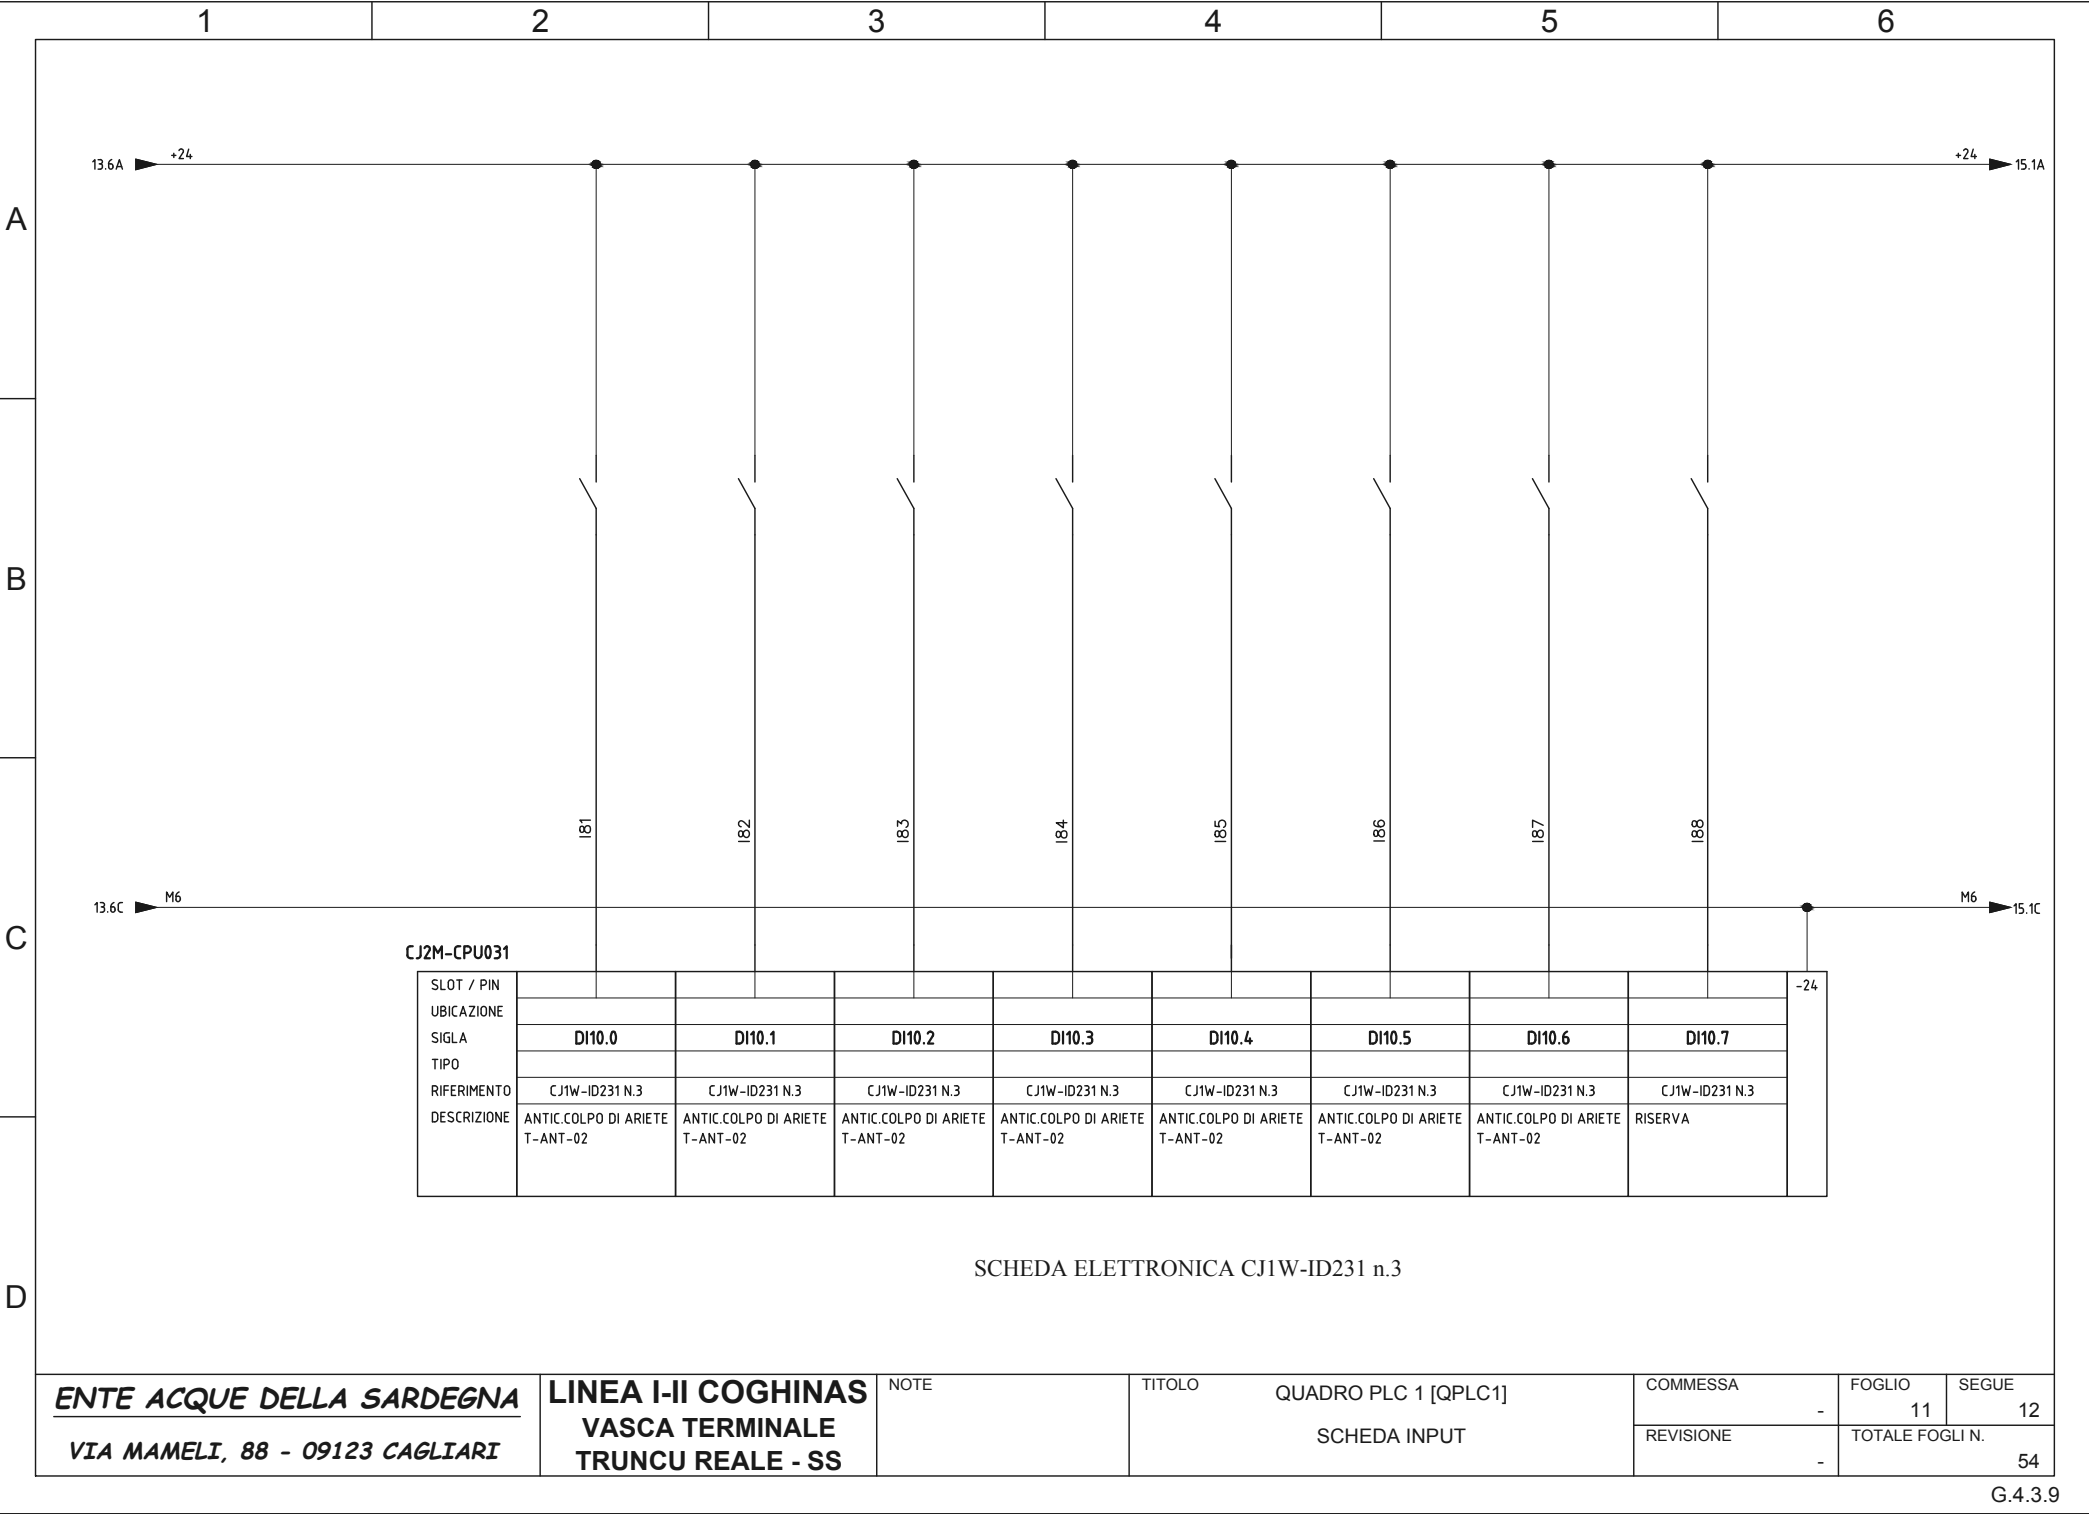 1 2 3 4 5 6
A
B
C
D
13.6A +24 +24 15.1A
I81 I82 I83 I84 I85 I86 I87 I88
13.6C M6 M6 15.1C
CJ2M-CPU031
SLOT / PIN -24
UBICAZIONE
SIGLA DI10.0 DI10.1 DI10.2 DI10.3 DI10.4 DI10.5 DI10.6 DI10.7
TIPO
RIFERIMENTO CJ1W-ID231 N.3 CJ1W-ID231 N.3 CJ1W-ID231 N.3 CJ1W-ID231 N.3 CJ1W-ID231 N.3 CJ1W-ID231 N.3 CJ1W-ID231 N.3 CJ1W-ID231 N.3
DESCRIZIONE ANTIC.COLPO DI ARIETE ANTIC.COLPO DI ARIETE ANTIC.COLPO DI ARIETE ANTIC.COLPO DI ARIETE ANTIC.COLPO DI ARIETE ANTIC.COLPO DI ARIETE ANTIC.COLPO DI ARIETE RISERVA
T-ANT-02 T-ANT-02 T-ANT-02 T-ANT-02 T-ANT-02 T-ANT-02 T-ANT-02
SCHEDA ELETTRONICA CJ1W-ID231 n.3
ENTE ACQUE DELLA SARDEGNA
VIA MAMELI, 88 - 09123 CAGLIARI
LINEA I-II COGHINAS
VASCA TERMINALE
TRUNCU REALE - SS
NOTE
TITOLO
QUADRO PLC 1 [QPLC1]
SCHEDA INPUT
COMMESSA
-
REVISIONE
-
FOGLIO
11
SEGUE
12
TOTALE FOGLI N.
54
G.4.3.9